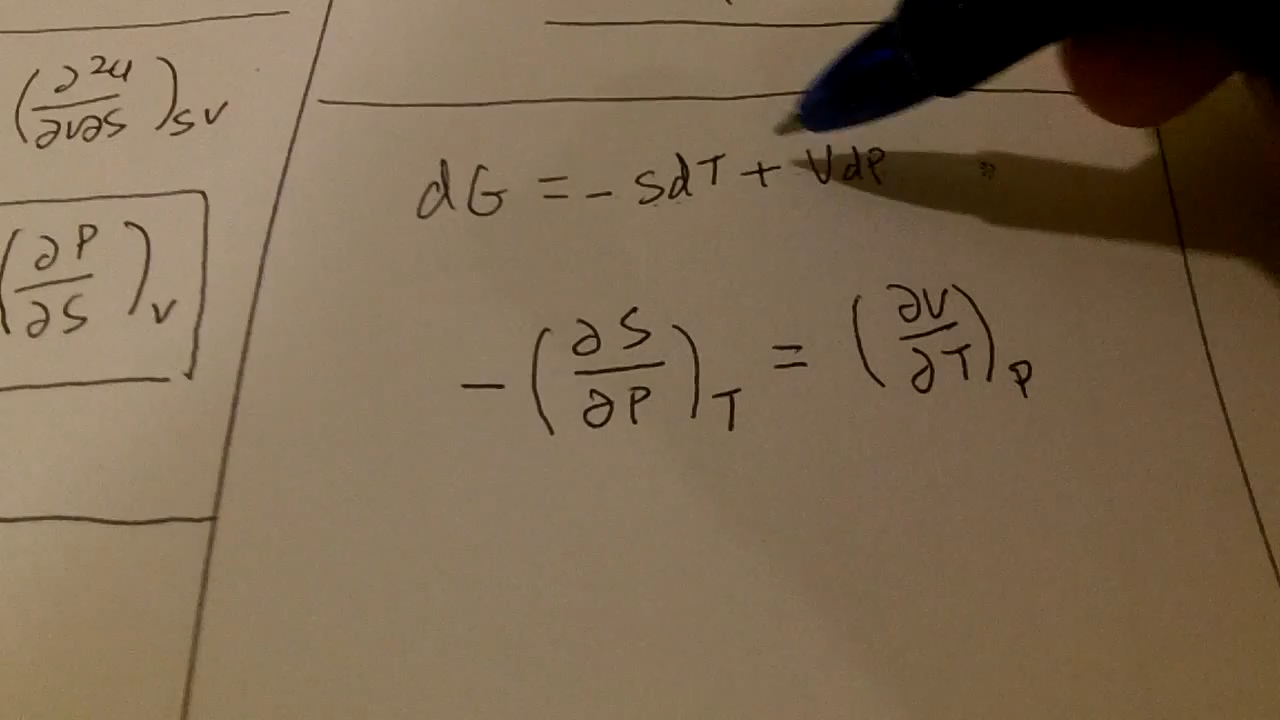 (∂²u/∂v∂s)SV
dG = - SdT + VdP
(∂P/∂S)V
- (∂S/∂P)T = (∂V/∂T)P